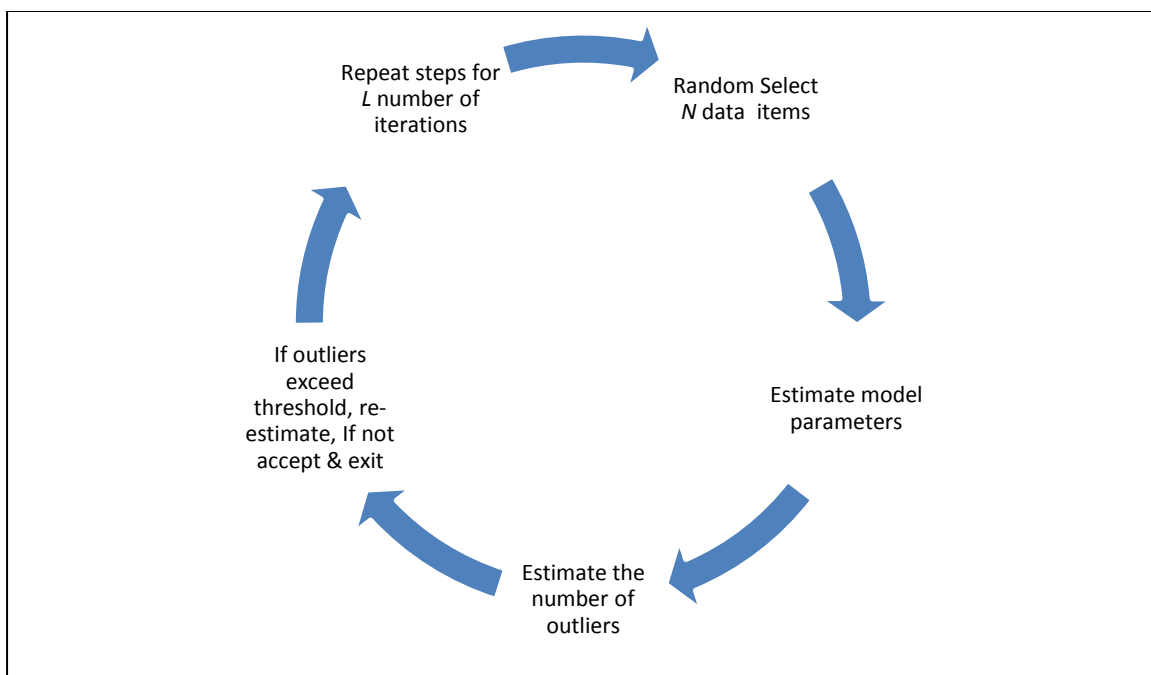 Repeat steps for
L number of
iterations
Random Select
N data items
Estimate model
parameters
Estimate the
number of
outliers
If outliers
exceed
threshold, re-
estimate, If not
accept & exit